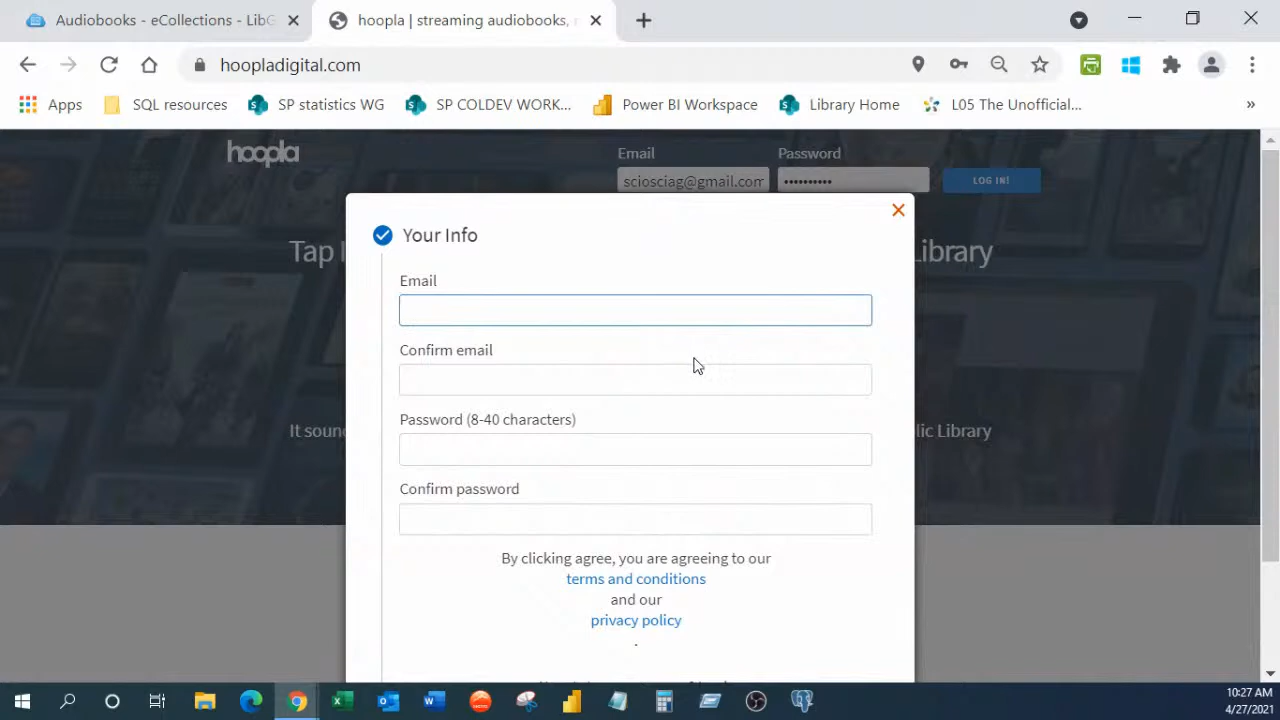 Audiobooks - eCollections - LibG
hoopla | streaming audiobooks,
hoopladigital.com
Apps
SQL resources
SP statistics WG
SP COLDEV WORK...
Power BI Workspace
Library Home
L05 The Unofficial...
»
hoopla
Email
Password
sciosciag@gmail.com
••••••••••
LOG IN!
Your Info
Tap
Library
Email
Confirm email
Password (8-40 characters)
It soun
lic Library
Confirm password
By clicking agree, you are agreeing to our
terms and conditions
and our
privacy policy
.
10:27 AM
4/27/2021